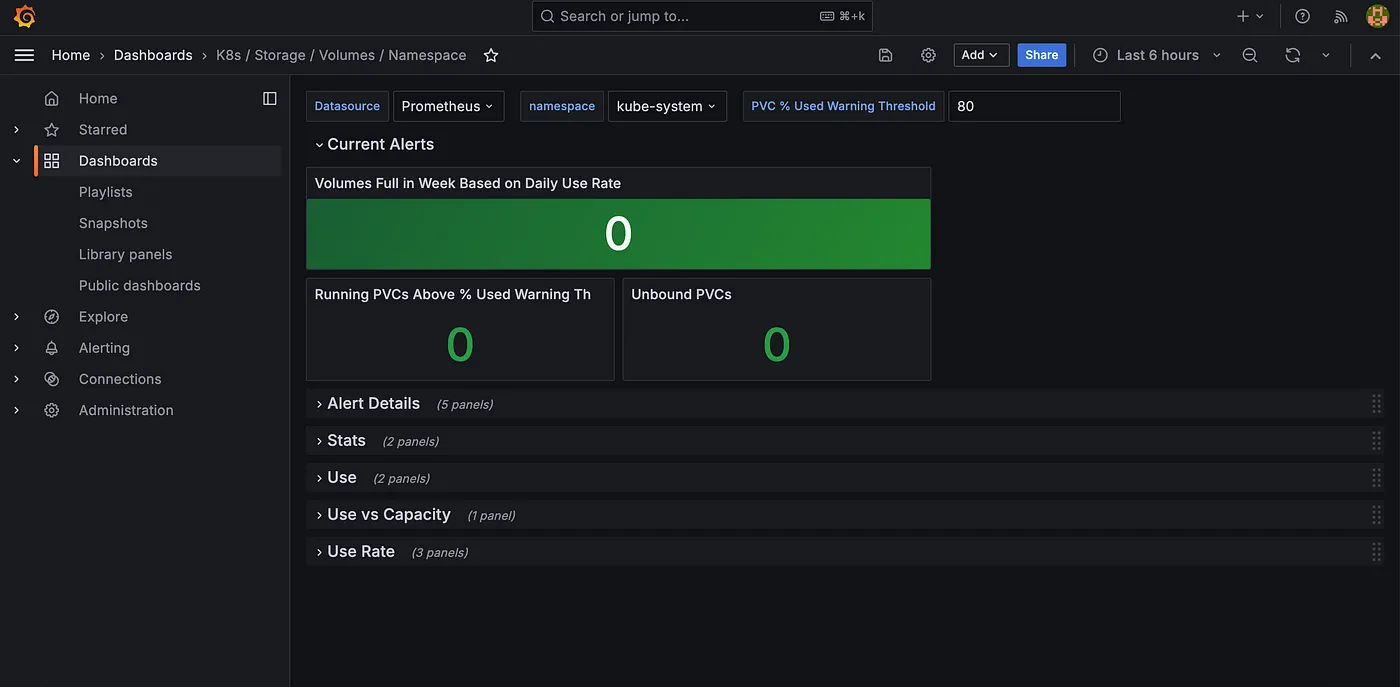 Search or jump to... ⌘+k
Home › Dashboards › K8s / Storage / Volumes / Namespace Add Share Last 6 hours
Home
Starred
Dashboards
Playlists
Snapshots
Library panels
Public dashboards
Explore
Alerting
Connections
Administration
Datasource Prometheus namespace kube-system PVC % Used Warning Threshold 80
Current Alerts
Volumes Full in Week Based on Daily Use Rate
0
Running PVCs Above % Used Warning Th Unbound PVCs
0 0
Alert Details (5 panels)
Stats (2 panels)
Use (2 panels)
Use vs Capacity (1 panel)
Use Rate (3 panels)